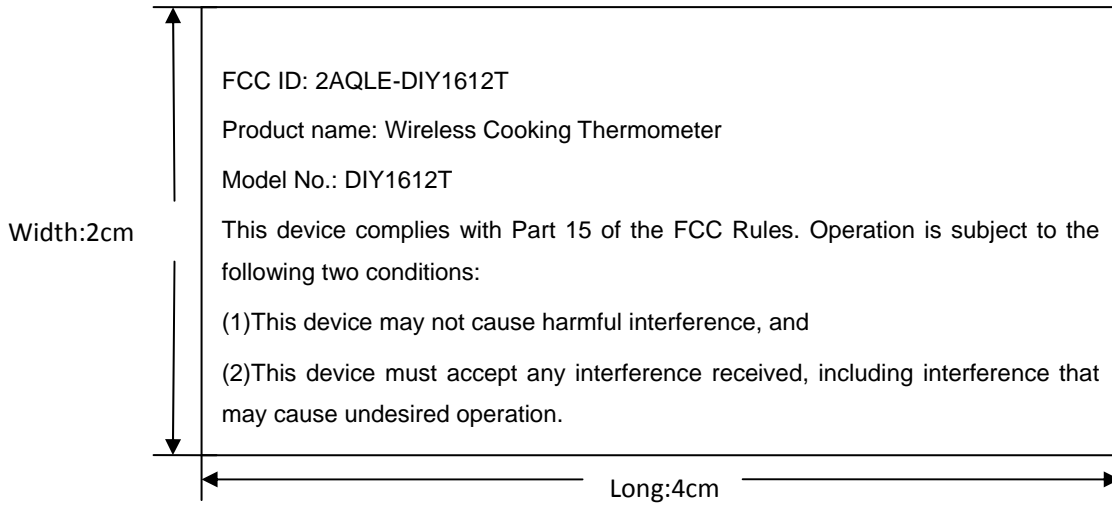 FCC ID: 2AQLE-DIY1612T
Product name: Wireless Cooking Thermometer
Model No.: DIY1612T
Width:2cm
This device complies with Part 15 of the FCC Rules. Operation is subject to the
following two conditions:
(1)This device may not cause harmful interference, and
(2)This device must accept any interference received, including interference that
may cause undesired operation.
Long:4cm